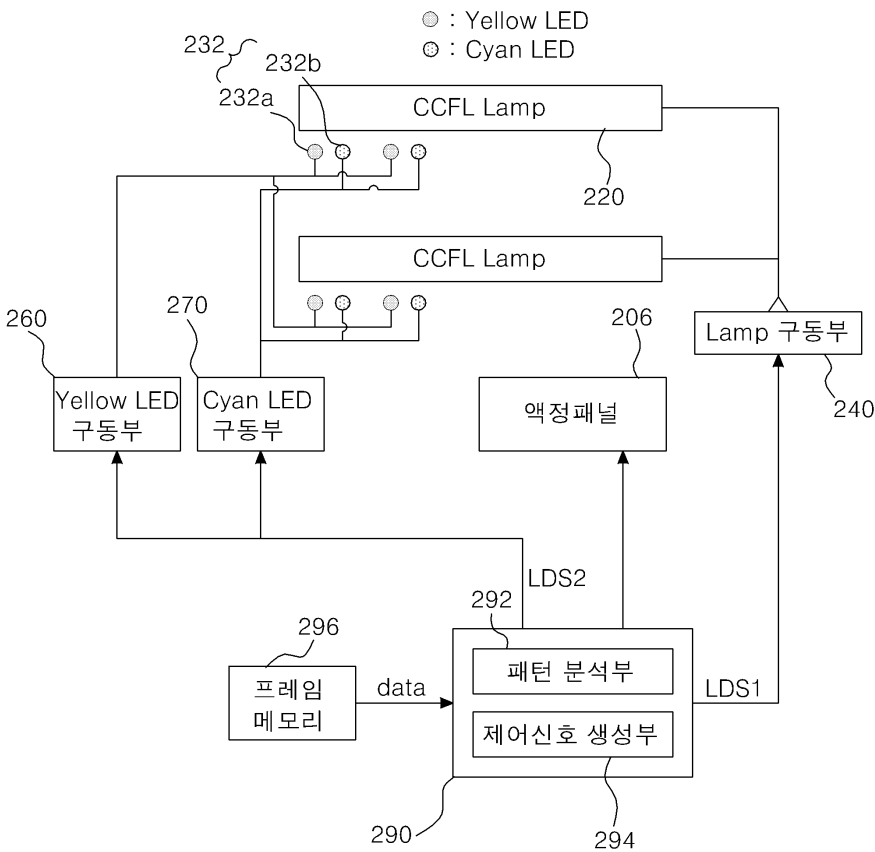 : Yellow LED
: Cyan LED
232
232b
232a
CCFL Lamp
220
CCFL Lamp
260
270
206
Lamp 구동부
240
Yellow LED
구동부
Cyan LED
구동부
액정패널
LDS2
292
296
패턴 분석부
프레임
메모리
data
LDS1
제어신호 생성부
290
294